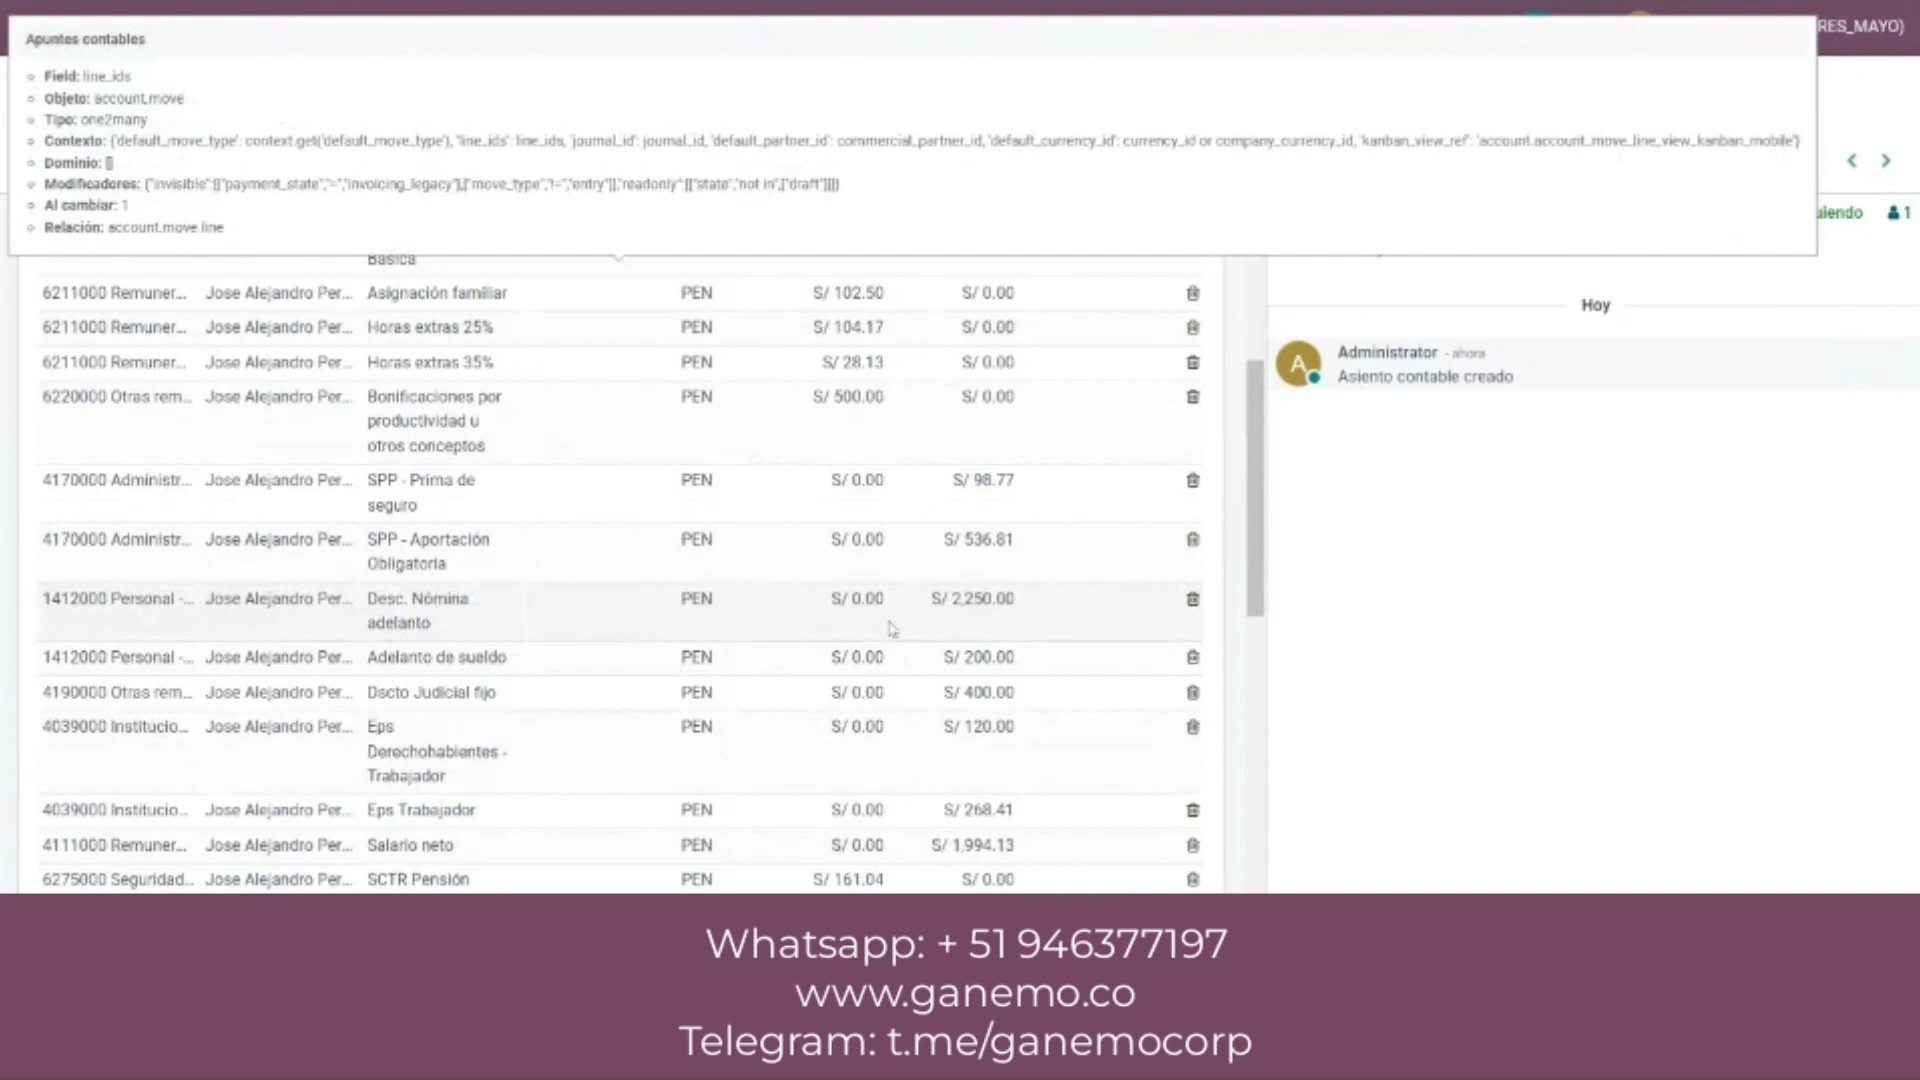 Apuntes contables
RES_MAYO)
Field: line_ids
Objeto: account.move
Tipo: one2many
Contexto: {'default_move_type': context.get('default_move_type'), 'line_ids': line_ids, 'journal_id': journal_id, 'default_partner_id': commercial_partner_id, 'default_currency_id': currency_id or company_currency_id, 'kanban_view_ref': 'account.account_move_line_view_kanban_mobile'}
Dominio: []
Modificadores: {"invisible":[["payment_state","=","invoicing_legacy"],["move_type","!=","entry"]],"readonly":[["state","not in",["draft"]]]}
Al cambiar: 1
Relación: account.move.line
uiendo 1
Básica
6211000 Remuner... Jose Alejandro Per... Asignación familiar PEN S/ 102.50 S/ 0.00
6211000 Remuner... Jose Alejandro Per... Horas extras 25% PEN S/ 104.17 S/ 0.00
6211000 Remuner... Jose Alejandro Per... Horas extras 35% PEN S/ 28.13 S/ 0.00
6220000 Otras rem... Jose Alejandro Per... Bonificaciones por PEN S/ 500.00 S/ 0.00
productividad u
otros conceptos
4170000 Administr... Jose Alejandro Per... SPP - Prima de PEN S/ 0.00 S/ 98.77
seguro
4170000 Administr... Jose Alejandro Per... SPP - Aportación PEN S/ 0.00 S/ 536.81
Obligatoria
1412000 Personal -... Jose Alejandro Per... Desc. Nómina PEN S/ 0.00 S/ 2,250.00
adelanto
1412000 Personal -... Jose Alejandro Per... Adelanto de sueldo PEN S/ 0.00 S/ 200.00
4190000 Otras rem... Jose Alejandro Per... Dscto Judicial fijo PEN S/ 0.00 S/ 400.00
4039000 Institucio... Jose Alejandro Per... Eps PEN S/ 0.00 S/ 120.00
Derechohabientes -
Trabajador
4039000 Institucio... Jose Alejandro Per... Eps Trabajador PEN S/ 0.00 S/ 268.41
4111000 Remuner... Jose Alejandro Per... Salario neto PEN S/ 0.00 S/ 1,994.13
6275000 Seguridad... Jose Alejandro Per... SCTR Pensión PEN S/ 161.04 S/ 0.00
Hoy
A
Administrator - ahora
Asiento contable creado
Whatsapp: + 51 946377197
www.ganemo.co
Telegram: t.me/ganemocorp